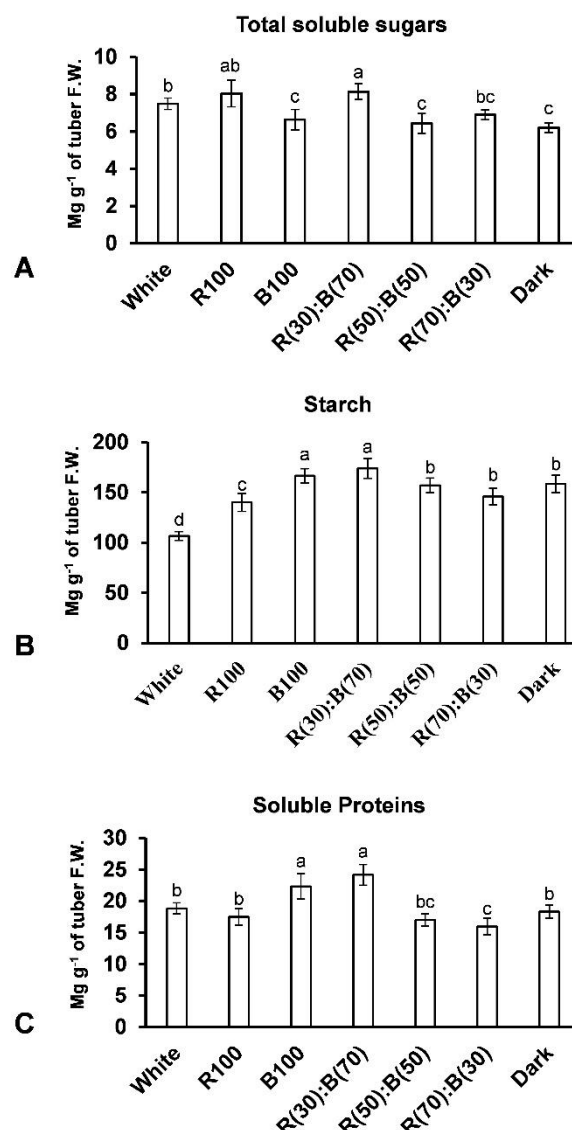 Total soluble sugars
Mg g⁻¹ of tuber F.W.
10
8
6
4
2
0
b
ab
c
a
c
bc
c
White
R100
B100
R(30):B(70)
R(50):B(50)
R(70):B(30)
Dark
A
Starch
Mg g⁻¹ of tuber F.W.
200
150
100
50
0
d
c
a
a
b
b
b
White
R100
B100
R(30):B(70)
R(50):B(50)
R(70):B(30)
Dark
B
Soluble Proteins
Mg g⁻¹ of tuber F.W.
30
25
20
15
10
5
0
b
b
a
a
bc
c
b
White
R100
B100
R(30):B(70)
R(50):B(50)
R(70):B(30)
Dark
C